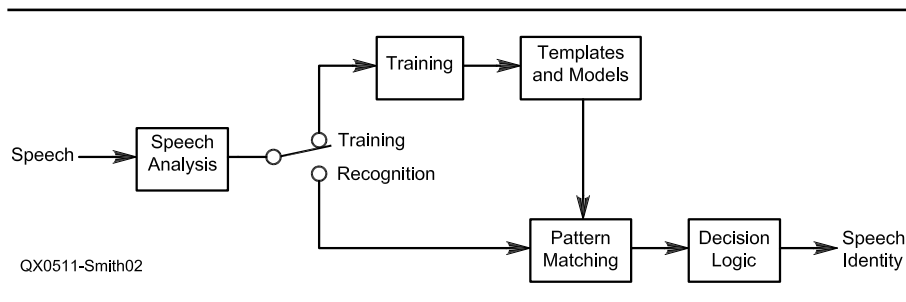 Training
Templates
and Models
Speech
Speech
Analysis
Training
Recognition
Pattern
Matching
Decision
Logic
Speech
Identity
QX0511-Smith02